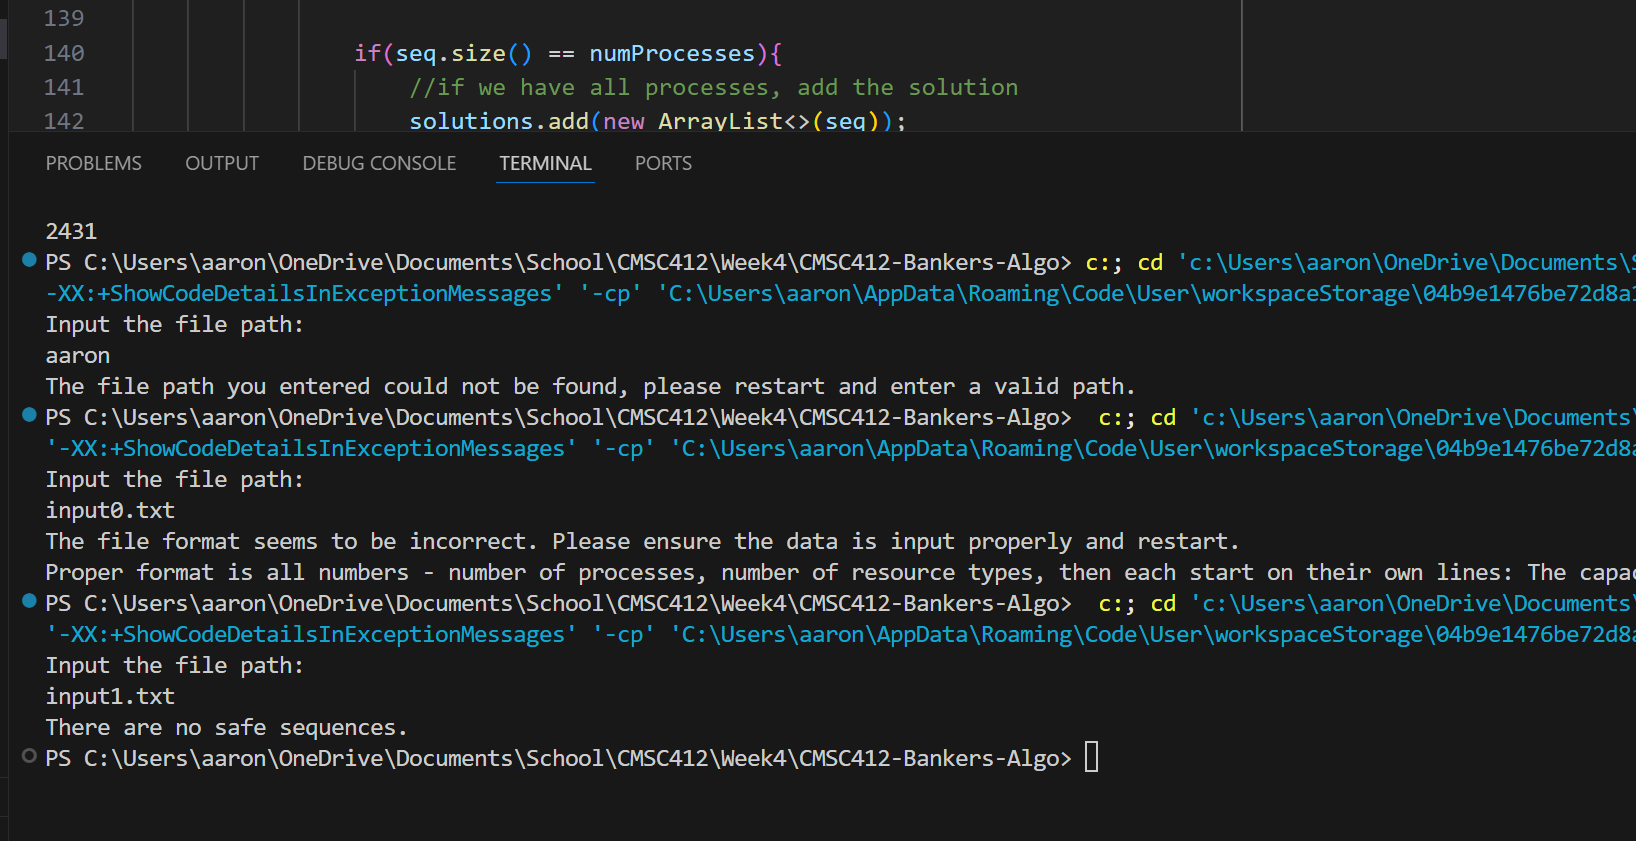 139
140 if(seq.size() == numProcesses){
141 //if we have all processes, add the solution
142 solutions.add(new ArrayList<>(seq));
PROBLEMS OUTPUT DEBUG CONSOLE TERMINAL PORTS
2431
PS C:\Users\aaron\OneDrive\Documents\School\CMSC412\Week4\CMSC412-Bankers-Algo> c:; cd 'c:\Users\aaron\OneDrive\Documents\S
-XX:+ShowCodeDetailsInExceptionMessages' '-cp' 'C:\Users\aaron\AppData\Roaming\Code\User\workspaceStorage\04b9e1476be72d8a1
Input the file path:
aaron
The file path you entered could not be found, please restart and enter a valid path.
PS C:\Users\aaron\OneDrive\Documents\School\CMSC412\Week4\CMSC412-Bankers-Algo> c:; cd 'c:\Users\aaron\OneDrive\Documents\
'-XX:+ShowCodeDetailsInExceptionMessages' '-cp' 'C:\Users\aaron\AppData\Roaming\Code\User\workspaceStorage\04b9e1476be72d8a
Input the file path:
input0.txt
The file format seems to be incorrect. Please ensure the data is input properly and restart.
Proper format is all numbers - number of processes, number of resource types, then each start on their own lines: The capac
PS C:\Users\aaron\OneDrive\Documents\School\CMSC412\Week4\CMSC412-Bankers-Algo> c:; cd 'c:\Users\aaron\OneDrive\Documents\
'-XX:+ShowCodeDetailsInExceptionMessages' '-cp' 'C:\Users\aaron\AppData\Roaming\Code\User\workspaceStorage\04b9e1476be72d8a
Input the file path:
input1.txt
There are no safe sequences.
PS C:\Users\aaron\OneDrive\Documents\School\CMSC412\Week4\CMSC412-Bankers-Algo>